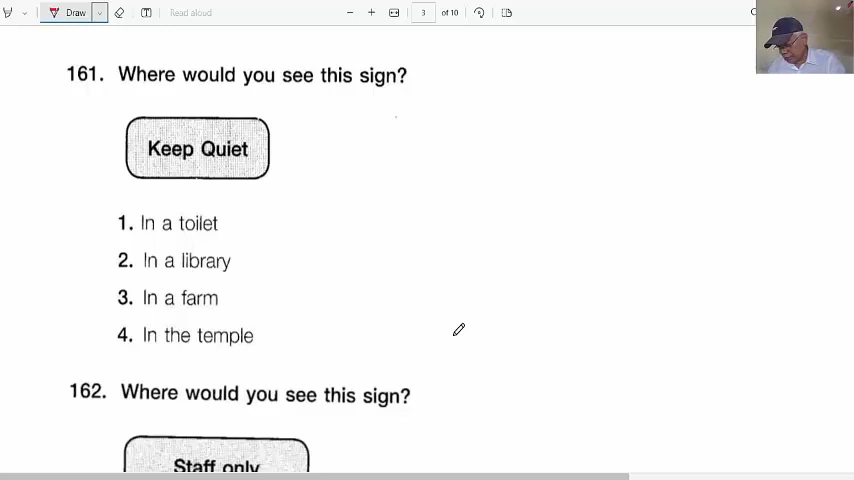 Draw
Read aloud
3
of 10
161. Where would you see this sign?
Keep Quiet
1. In a toilet
2. In a library
3. In a farm
4. In the temple
162. Where would you see this sign?
Staff only